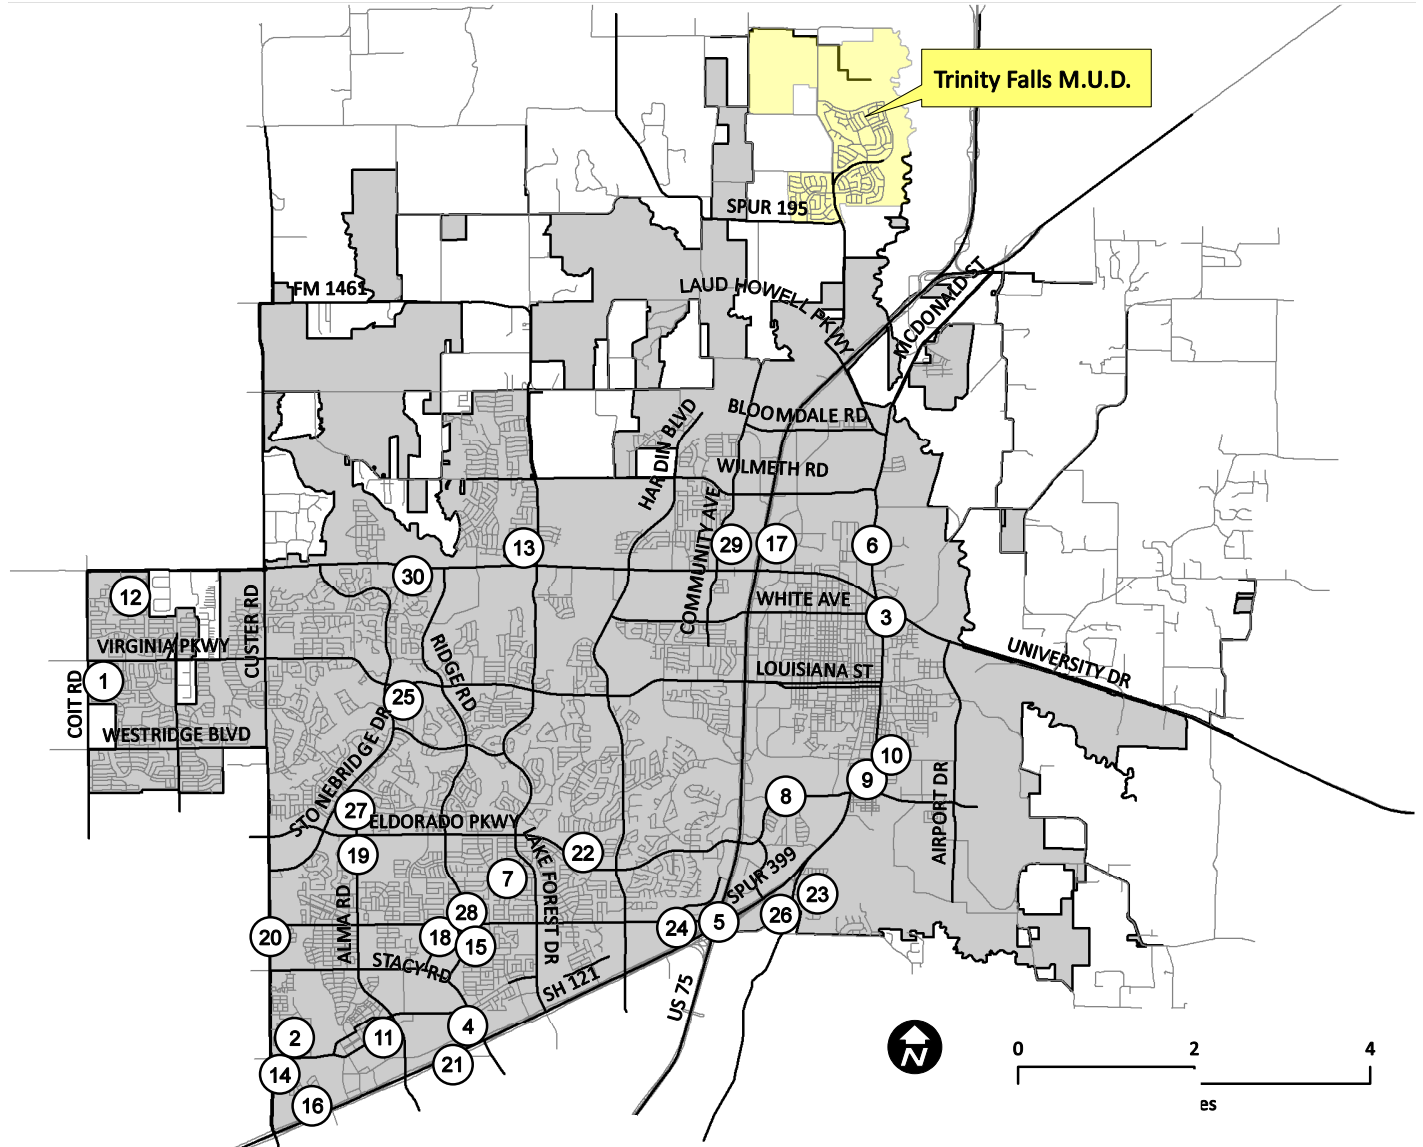 Trinity Falls M.U.D.
SPUR 195
FM 1461
LAUD HOWELL PKWY
MCDONALD ST
HARDIN BLVD
BLOOMDALE RD
WILMETH RD
COMMUNITY AVE
13
29
17
6
30
12
WHITE AVE
3
CUSTER RD
VIRGINIA PKWY
RIDGE RD
UNIVERSITY DR
LOUISIANA ST
COIT RD
1
25
WESTRIDGE BLVD
STONEBRIDGE DR
10
9
8
27
ELDORADO PKWY
AIRPORT DR
19
22
LAKE FOREST DR
7
SPUR 399
23
28
26
ALMA RD
20
18
15
24
5
STACY RD
SH 121
US 75
4
2
11
21
14
16
N
0
2
4
es